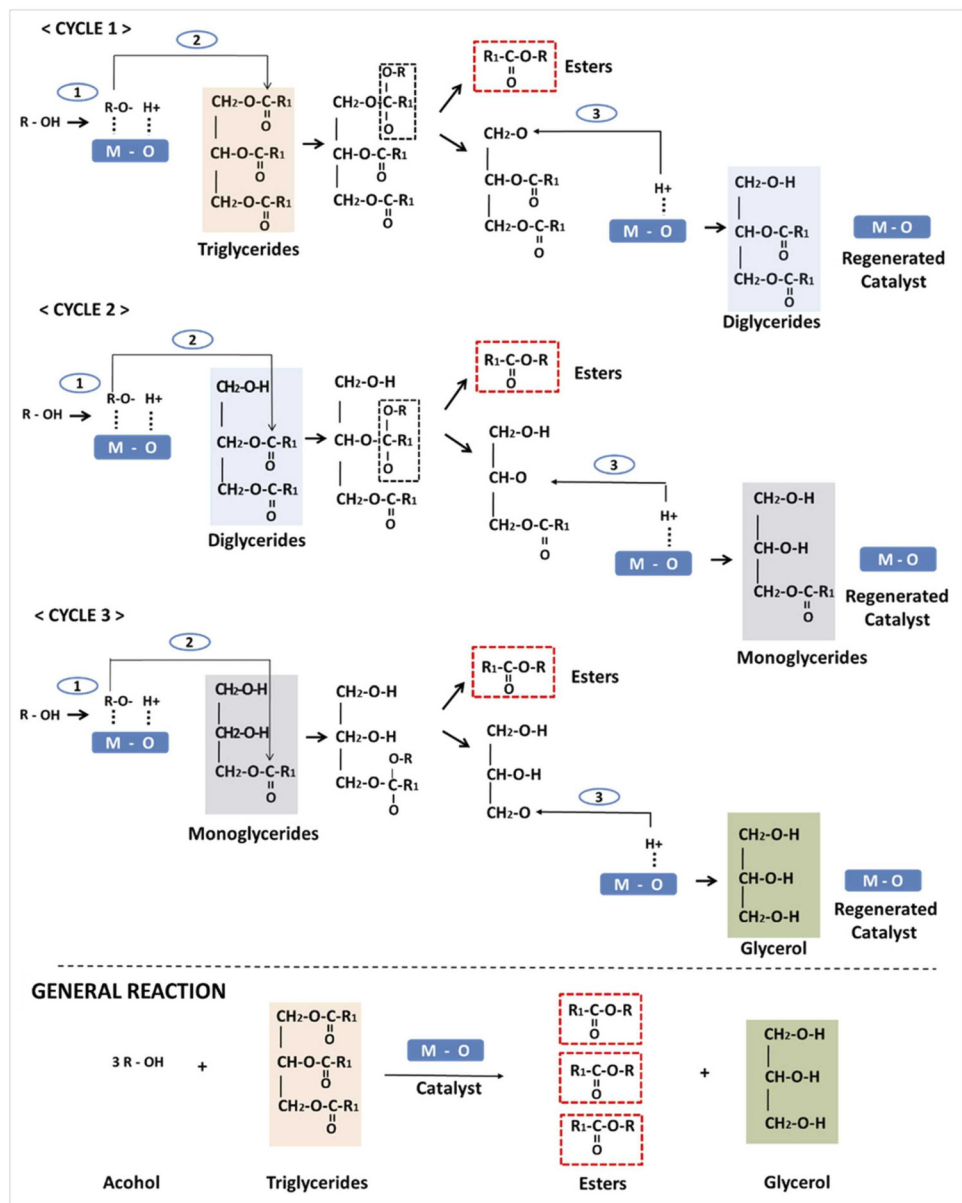 < CYCLE 1 >
2
1
R - OH
R-O-
H+
M - O
CH2-O-C-R1
O
CH-O-C-R1
O
CH2-O-C-R1
O
Triglycerides
O-R
CH2-O-C-R1
O
CH-O-C-R1
O
CH2-O-C-R1
O
R1-C-O-R
O
Esters
CH2-O
CH-O-C-R1
O
CH2-O-C-R1
O
3
H+
M - O
CH2-O-H
CH-O-C-R1
O
CH2-O-C-R1
O
Diglycerides
M - O
Regenerated
Catalyst
< CYCLE 2 >
2
1
R - OH
R-O-
H+
M - O
CH2-O-H
CH2-O-C-R1
O
CH2-O-C-R1
O
Diglycerides
CH2-O-H
O-R
CH-O-C-R1
O
CH2-O-C-R1
O
R1-C-O-R
O
Esters
CH2-O-H
CH-O
CH2-O-C-R1
O
3
H+
M - O
CH2-O-H
CH-O-H
CH2-O-C-R1
O
Monoglycerides
M - O
Regenerated
Catalyst
< CYCLE 3 >
2
1
R - OH
R-O-
H+
M - O
CH2-O-H
CH2-O-H
CH2-O-C-R1
O
Monoglycerides
CH2-O-H
CH2-O-H
O-R
CH2-O-C-R1
O
R1-C-O-R
O
Esters
CH2-O-H
CH-O-H
CH2-O
3
H+
M - O
CH2-O-H
CH-O-H
CH2-O-H
Glycerol
M - O
Regenerated
Catalyst
GENERAL REACTION
3 R - OH
+
CH2-O-C-R1
O
CH-O-C-R1
O
CH2-O-C-R1
O
M - O
Catalyst
R1-C-O-R
O
R1-C-O-R
O
R1-C-O-R
O
+
CH2-O-H
CH-O-H
CH2-O-H
Acohol
Triglycerides
Esters
Glycerol